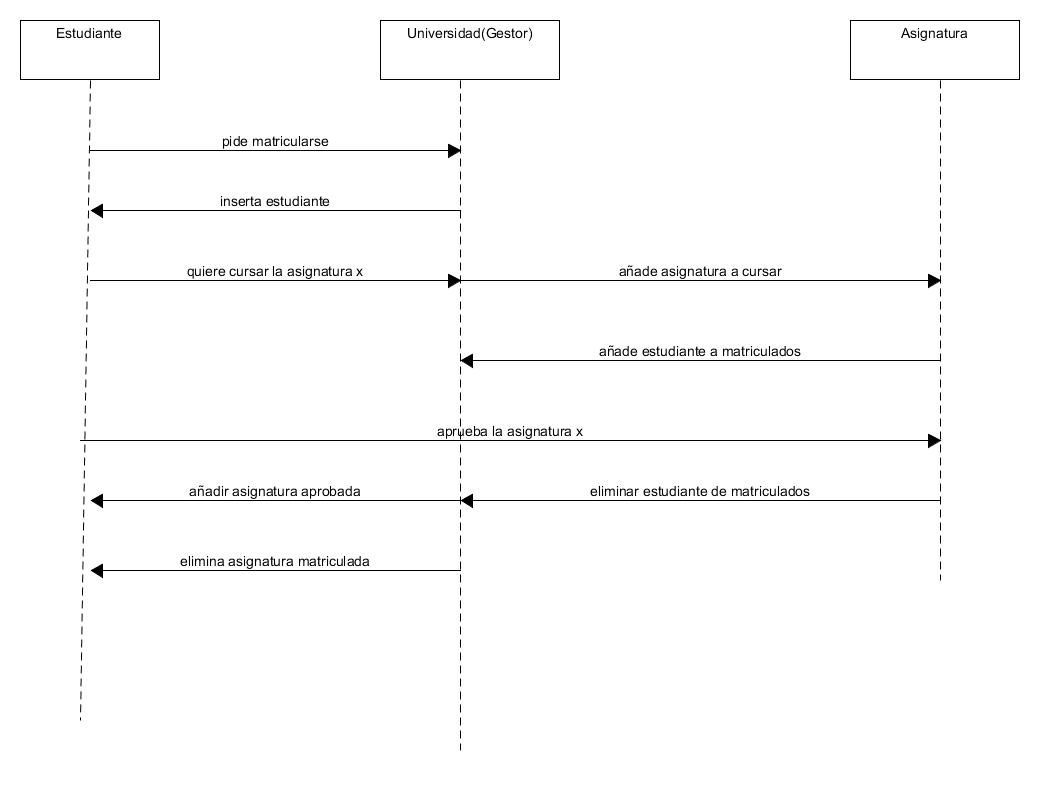 Estudiante
Universidad(Gestor)
Asignatura
pide matricularse
inserta estudiante
quiere cursar la asignatura x
añade asignatura a cursar
añade estudiante a matriculados
aprueba la asignatura x
añadir asignatura aprobada
eliminar estudiante de matriculados
elimina asignatura matriculada